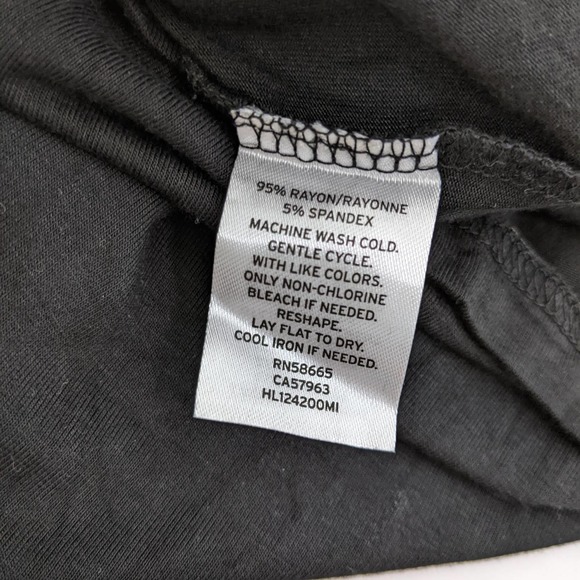 95% RAYON/RAYONNE
5% SPANDEX
MACHINE WASH COLD.
GENTLE CYCLE.
WITH LIKE COLORS.
ONLY NON-CHLORINE
BLEACH IF NEEDED.
RESHAPE.
LAY FLAT TO DRY.
COOL IRON IF NEEDED.
RN58665
CA57963
HL124200MI